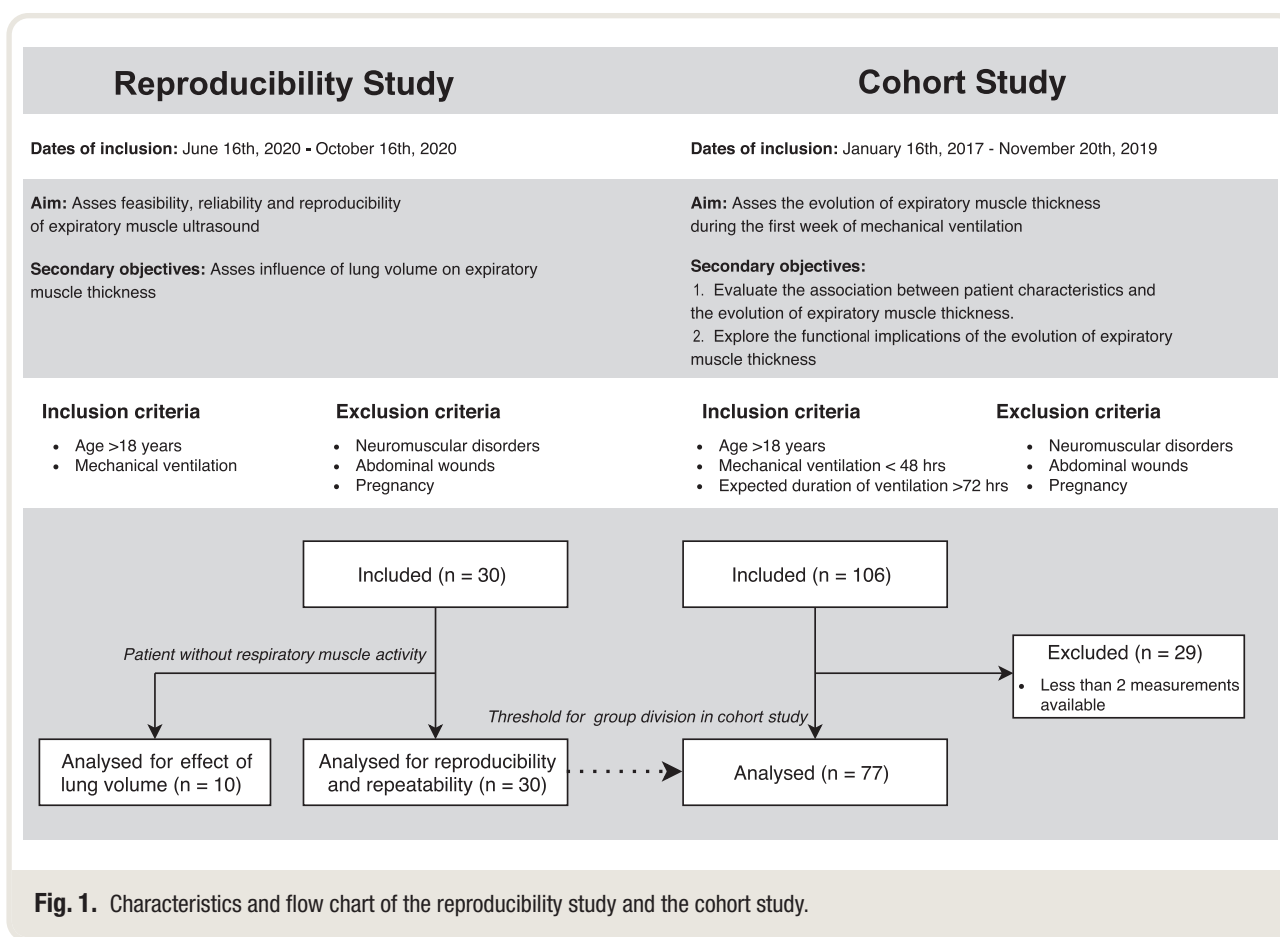 Reproducibility Study
Cohort Study
Dates of inclusion: June 16th, 2020 - October 16th, 2020
Dates of inclusion: January 16th, 2017 - November 20th, 2019
Aim: Asses feasibility, reliability and reproducibility
of expiratory muscle ultrasound
Secondary objectives: Asses influence of lung volume on expiratory
muscle thickness
Aim: Asses the evolution of expiratory muscle thickness
during the first week of mechanical ventilation
Secondary objectives:
1. Evaluate the association between patient characteristics and
the evolution of expiratory muscle thickness.
2. Explore the functional implications of the evolution of expiratory
muscle thickness
Inclusion criteria
• Age >18 years
• Mechanical ventilation
Exclusion criteria
• Neuromuscular disorders
• Abdominal wounds
• Pregnancy
Inclusion criteria
• Age >18 years
• Mechanical ventilation < 48 hrs
• Expected duration of ventilation >72 hrs
Exclusion criteria
• Neuromuscular disorders
• Abdominal wounds
• Pregnancy
Included (n = 30)
Patient without respiratory muscle activity
Analysed for effect of
lung volume (n = 10)
Analysed for reproducibility
and repeatability (n = 30)
Included (n = 106)
Excluded (n = 29)
• Less than 2 measurements
available
Threshold for group division in cohort study
Analysed (n = 77)
Fig. 1. Characteristics and flow chart of the reproducibility study and the cohort study.